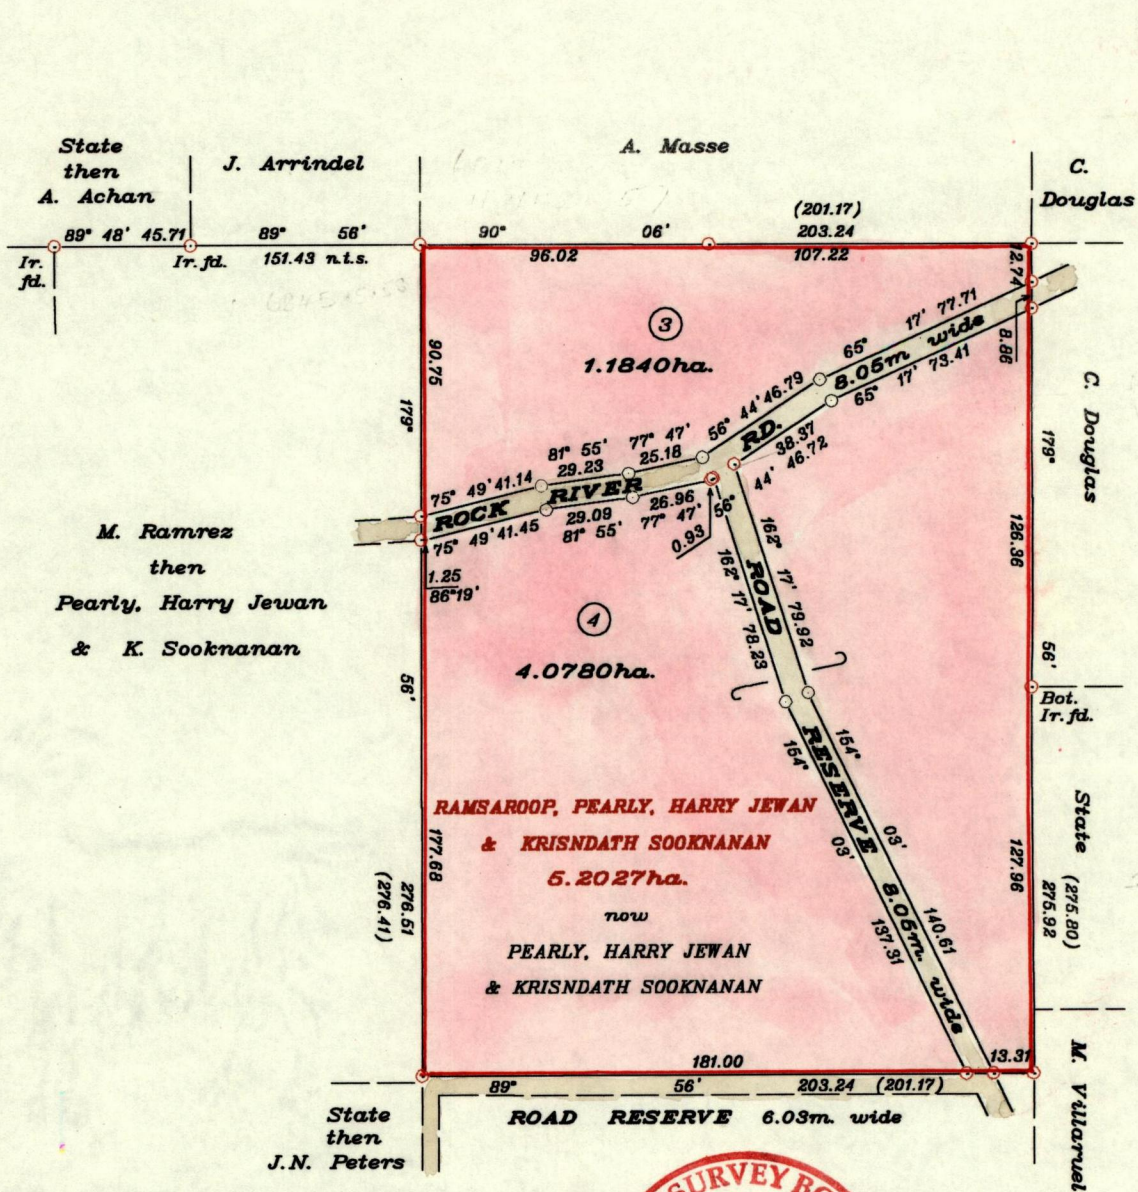 State
then
A. Achan
J. Arrindel
A. Masse
C.
Douglas
(201.17)
89° 48' 45.71
89° 56'
90° 06' 203.24
Ir.
fd.
Ir. fd.
151.43 n.t.s.
96.02
107.22
12.74
8.86
3
1.1840ha.
90.75
179°
65° 17' 77.71
8.05m wide
65° 17' 73.41
56° 44' 46.79
RD.
38.37
44' 46.72
56°
77° 47'
25.18
81° 55'
29.23
75° 49' 41.14
ROCK RIVER
75° 49' 41.45
29.09
81° 55'
26.96
77° 47'
0.93
1.25
86°19'
C. Douglas
179°
126.36
56'
M. Ramrez
then
Pearly, Harry Jewan
& K. Sooknanan
4
4.0780ha.
162° 17' 79.92
ROAD
162° 17' 78.23
56'
Bot.
Ir. fd.
154°
RESERVE
154°
03'
03'
8.05m. wide
140.61
137.31
RAMSAROOP, PEARLY, HARRY JEWAN
& KRISNDATH SOOKNANAN
5.2027ha.
now
PEARLY, HARRY JEWAN
& KRISNDATH SOOKNANAN
177.68
276.51
(276.41)
State
127.96
(275.80)
275.92
M. Villaruel
181.00
13.31
89° 56' 203.24 (201.17)
ROAD RESERVE 6.03m. wide
State
then
J.N. Peters
SURVEY BO